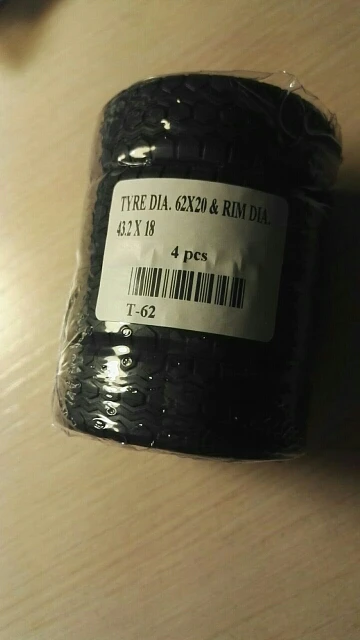 TYRE DIA. 62X20 & RIM DIA.
43.2 X 18
4 pcs
T-62